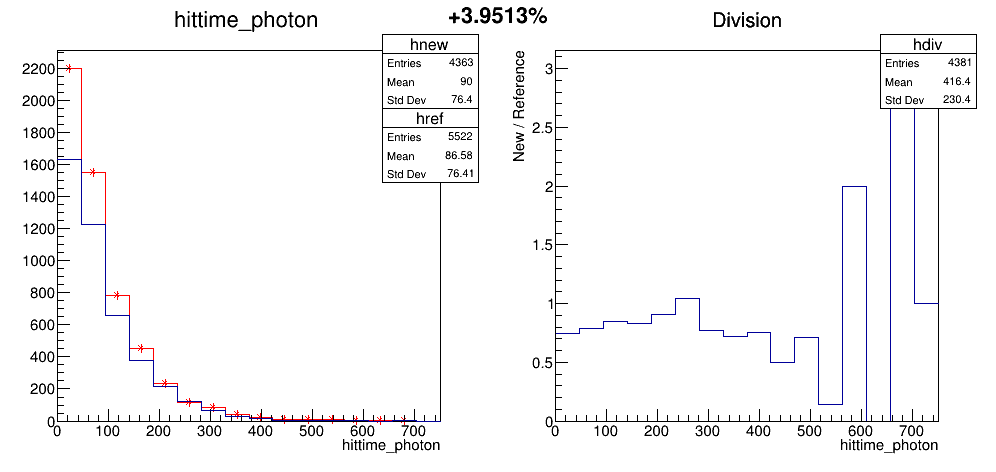 +3.9513%
hittime_photon
hnew
Entries 4363
Mean 90
Std Dev 76.4
href
Entries 5522
Mean 86.58
Std Dev 76.41
2200
2000
1800
1600
1400
1200
1000
800
600
400
200
0
0 100 200 300 400 500 600 700
hittime_photon
Division
hdiv
Entries 4381
Mean 416.4
Std Dev 230.4
New / Reference
3
2.5
2
1.5
1
0.5
0
0 100 200 300 400 500 600 700
hittime_photon